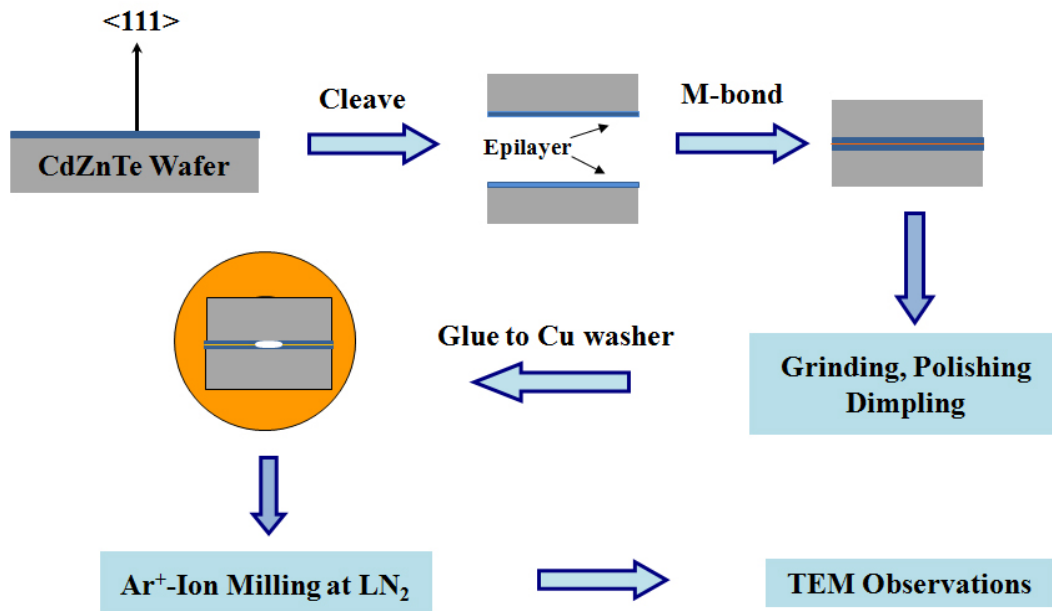 <111>
Cleave
M-bond
CdZnTe Wafer
Epilayer
Glue to Cu washer
Grinding, Polishing
Dimpling
Ar⁺-Ion Milling at LN₂
TEM Observations